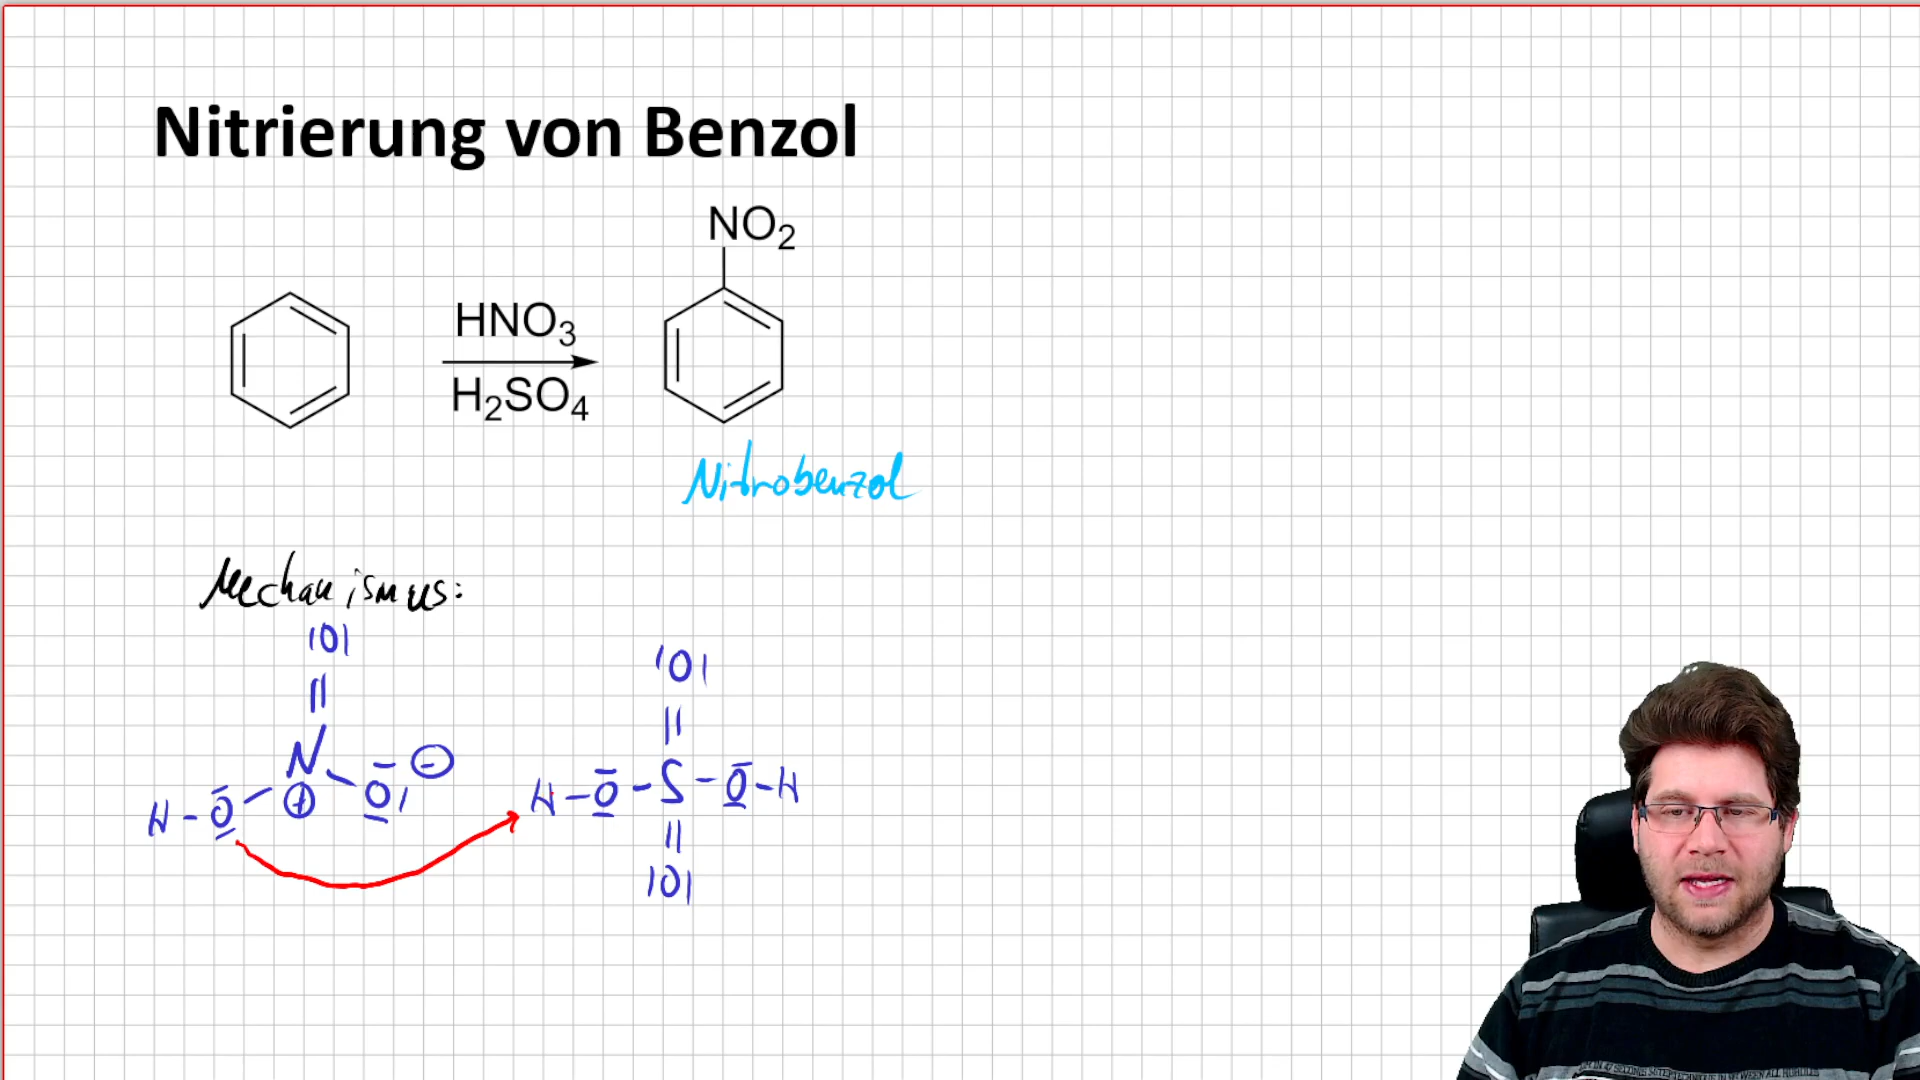 Nitrierung von Benzol
NO2
HNO3
H2SO4
Nitrobenzol
Mechanismus:
|O|
||
N
H - O - ⊕ - O| ⊖
|O|
||
H - O - S - O - H
||
|O|